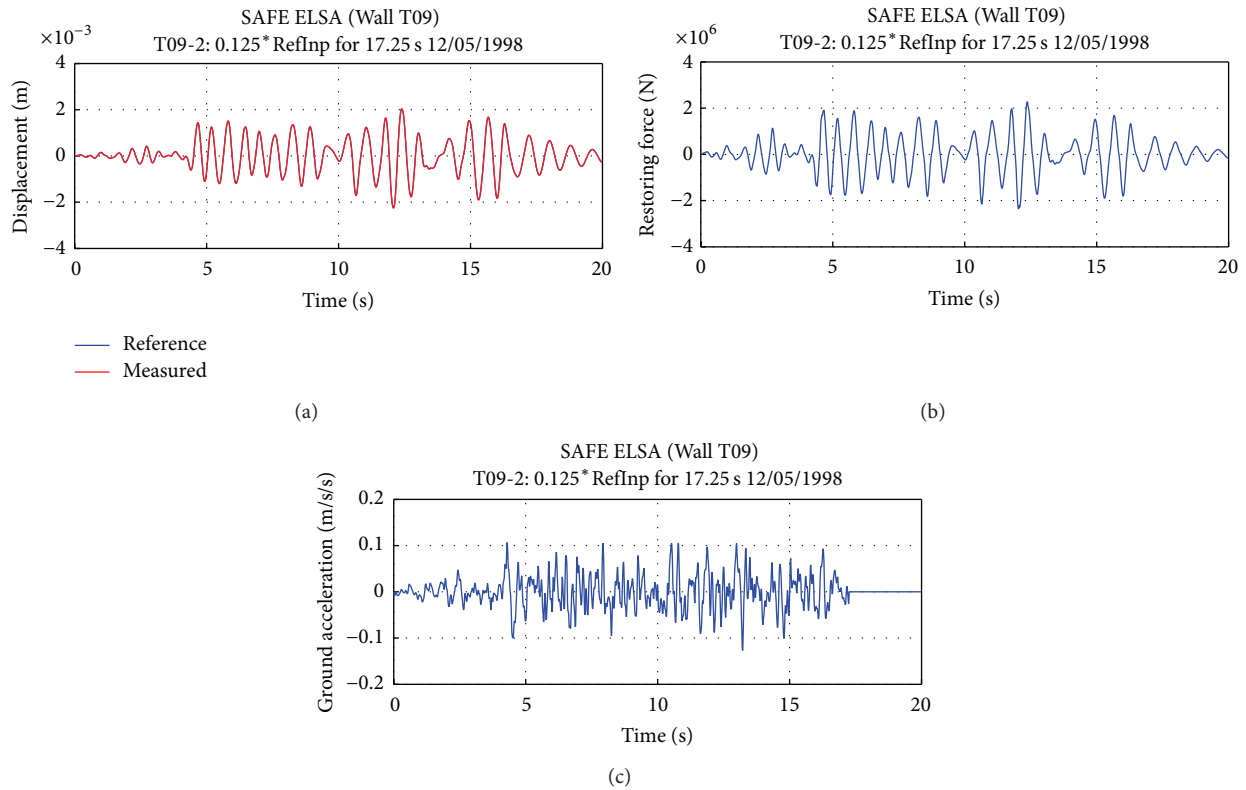 SAFE ELSA (Wall T09)
T09-2: 0.125* RefInp for 17.25 s 12/05/1998
×10−3
4
2
0
−2
−4
Displacement (m)
0 5 10 15 20
Time (s)
Reference
Measured
(a)
SAFE ELSA (Wall T09)
T09-2: 0.125* RefInp for 17.25 s 12/05/1998
×106
4
2
0
−2
−4
Restoring force (N)
0 5 10 15 20
Time (s)
(b)
SAFE ELSA (Wall T09)
T09-2: 0.125* RefInp for 17.25 s 12/05/1998
0.2
0.1
0
−0.1
−0.2
Ground acceleration (m/s/s)
0 5 10 15 20
Time (s)
(c)